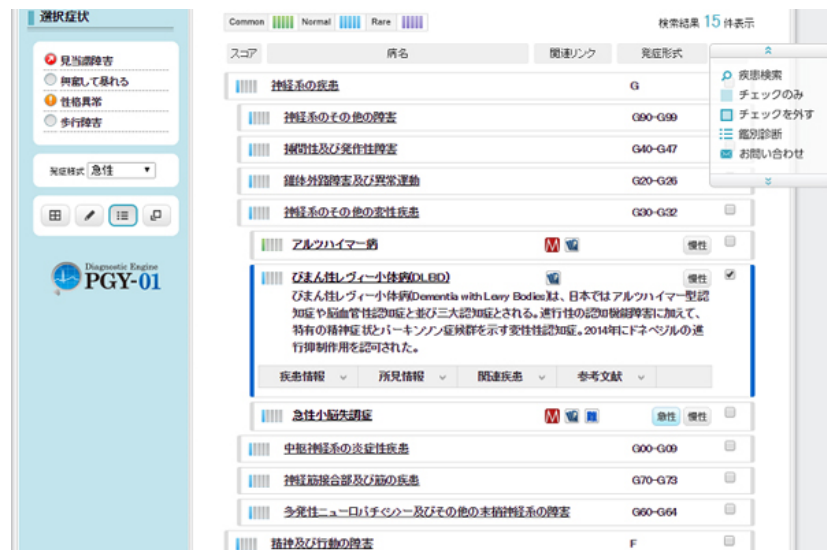 選択症状
見当識障害
興奮して暴れる
性格異常
歩行障害
発症様式 急性
Diagnostic Engine
PGY-01
Common Normal Rare
検索結果 15 件表示
スコア 病名 関連リンク 発症形式
疾患検索
チェックのみ
チェックを外す
鑑別診断
お問い合わせ
神経系の疾患 G
神経系のその他の障害 G90-G99
挿間性及び発作性障害 G40-G47
錐体外路障害及び異常運動 G20-G26
神経系のその他の変性疾患 G30-G32
アルツハイマー病 M 慢性
びまん性レヴィー小体病(DLBD) 慢性
びまん性レヴィー小体病(Dementia with Lewy Bodies)は、日本ではアルツハイマー型認
知症や脳血管性認知症と並び三大認知症とされる。進行性の認知機能障害に加えて、
特有の精神症状とパーキンソン症候群を示す変性性認知症。2014年にドネペジルの進
行抑制作用を認可された。
疾患情報 所見情報 関連疾患 参考文献
急性小脳失調症 M 急性 慢性
中枢神経系の炎症性疾患 G00-G09
神経筋接合部及び筋の疾患 G70-G73
多発性ニューロパチ<シ>ー及びその他の末梢神経系の障害 G60-G64
精神及び行動の障害 F